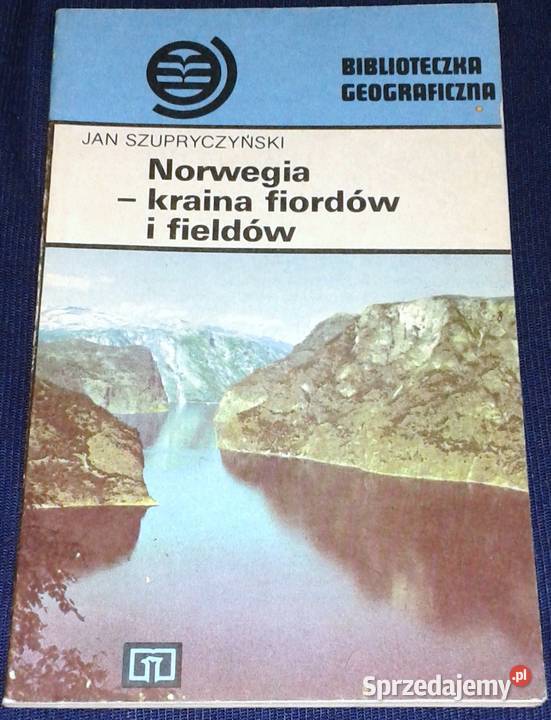 BIBLIOTECZKA
GEOGRAFICZNA
JAN SZUPRYCZYŃSKI
Norwegia
– kraina fiordów
i fieldów
Sprzedajemy.pl